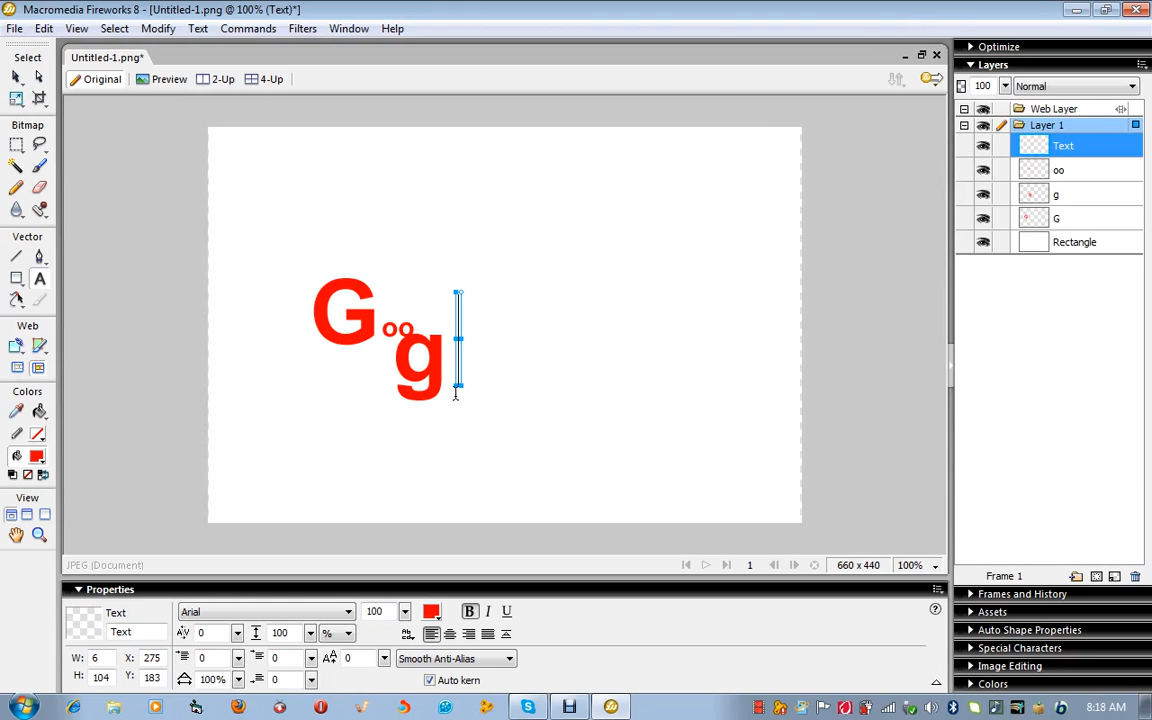 Macromedia Fireworks 8 - [Untitled-1.png @ 100% (Text)*]
File Edit View Select Modify Text Commands Filters Window Help
Select
Bitmap
Vector
A
Web
Colors
View
Untitled-1.png*
Original Preview 2-Up 4-Up
G
oo
g
JPEG (Document)
1
660 x 440 100%
Optimize
Layers
100 Normal
Web Layer
Layer 1
Text
oo
g
G
Rectangle
Frame 1
Frames and History
Assets
Auto Shape Properties
Special Characters
Image Editing
Colors
Properties
Text
Text
Arial 100 B I U
0 100 %
W: 6 X: 275 0 0 0 Smooth Anti-Alias
H: 104 Y: 183 100% 0 Auto kern
8:18 AM